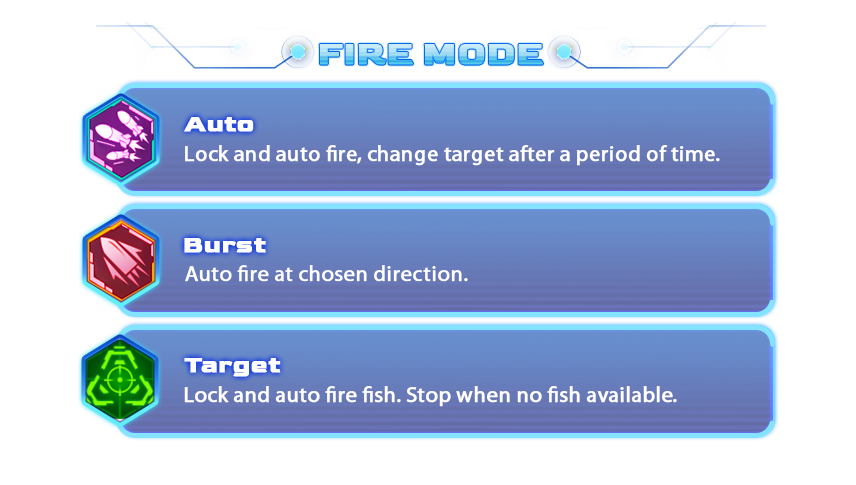 FIRE MODE
Auto
Lock and auto fire, change target after a period of time.
Burst
Auto fire at chosen direction.
Target
Lock and auto fire fish. Stop when no fish available.